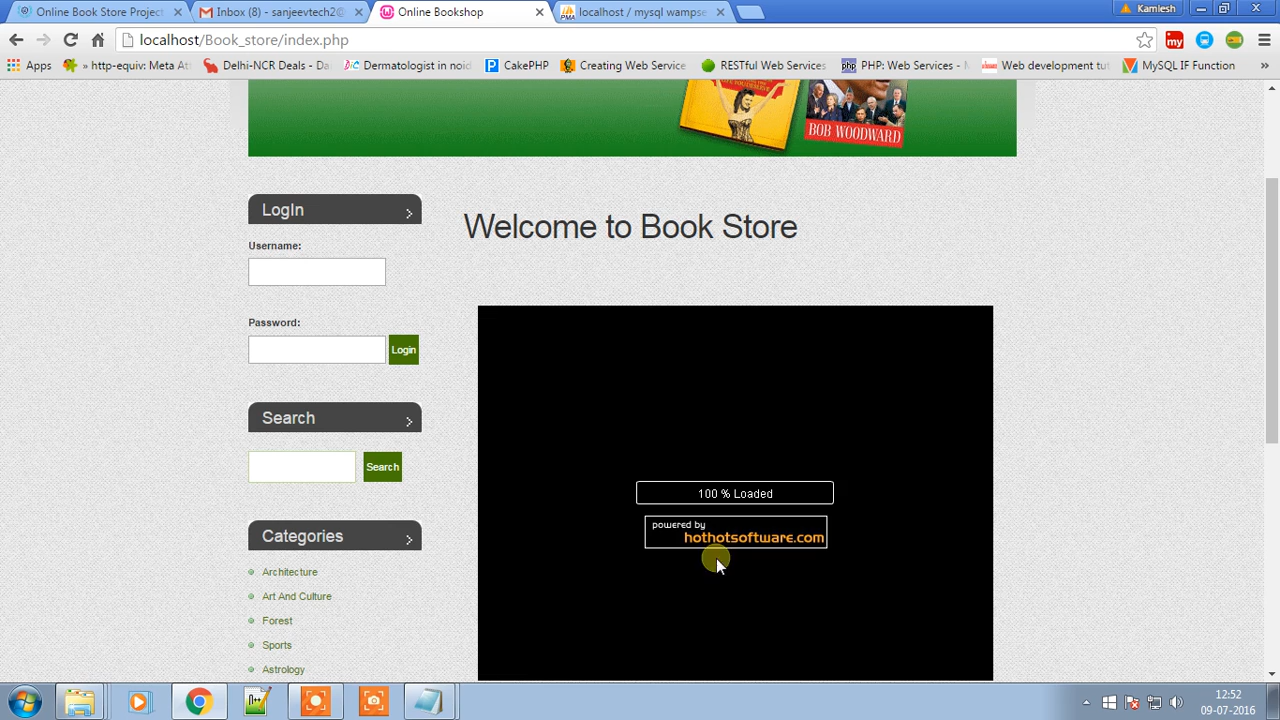 Online Book Store Project
Inbox (8) - sanjeevtech2@
Online Bookshop
localhost / mysql wampse
Kamlesh
localhost/Book_store/index.php
my
Apps
» http-equiv: Meta Att
Delhi-NCR Deals - Da
Dermatologist in noid
CakePHP
Creating Web Service
RESTful Web Services
php
PHP: Web Services - M
Web development tut
MySQL IF Function
»
BOB WOODWARD
LogIn
Welcome to Book Store
Username:
Password:
Login
Search
100 % Loaded
Search
powered by
hothotsoftware.com
Categories
Architecture
Art And Culture
Forest
Sports
Astrology
12:52
09-07-2016